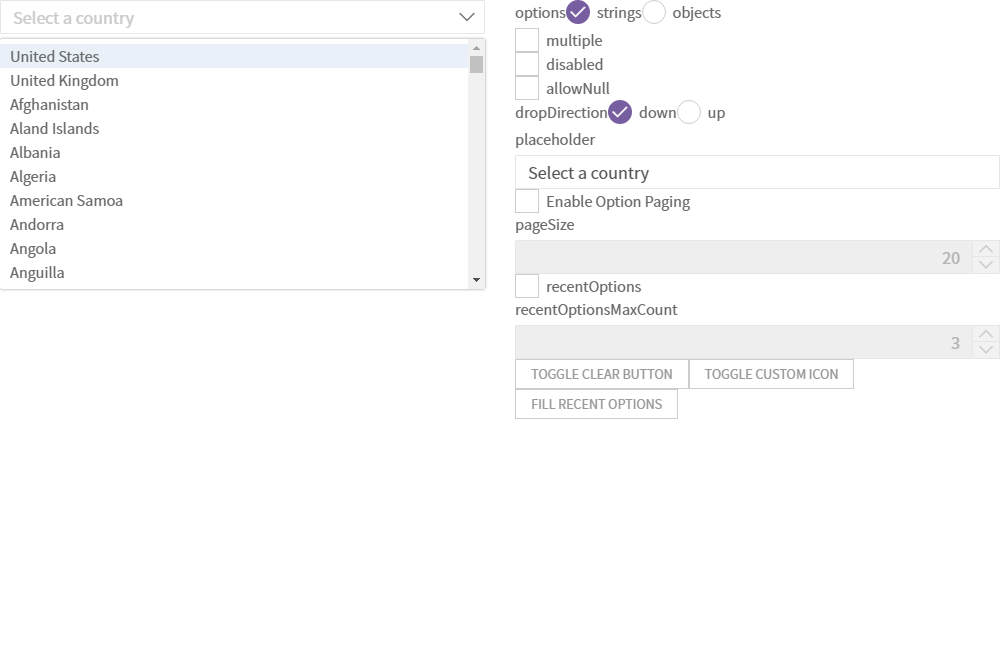 Select a country
United States
United Kingdom
Afghanistan
Aland Islands
Albania
Algeria
American Samoa
Andorra
Angola
Anguilla
options strings objects
multiple
disabled
allowNull
dropDirection down up
placeholder
Select a country
Enable Option Paging
pageSize
20
recentOptions
recentOptionsMaxCount
3
TOGGLE CLEAR BUTTON TOGGLE CUSTOM ICON
FILL RECENT OPTIONS